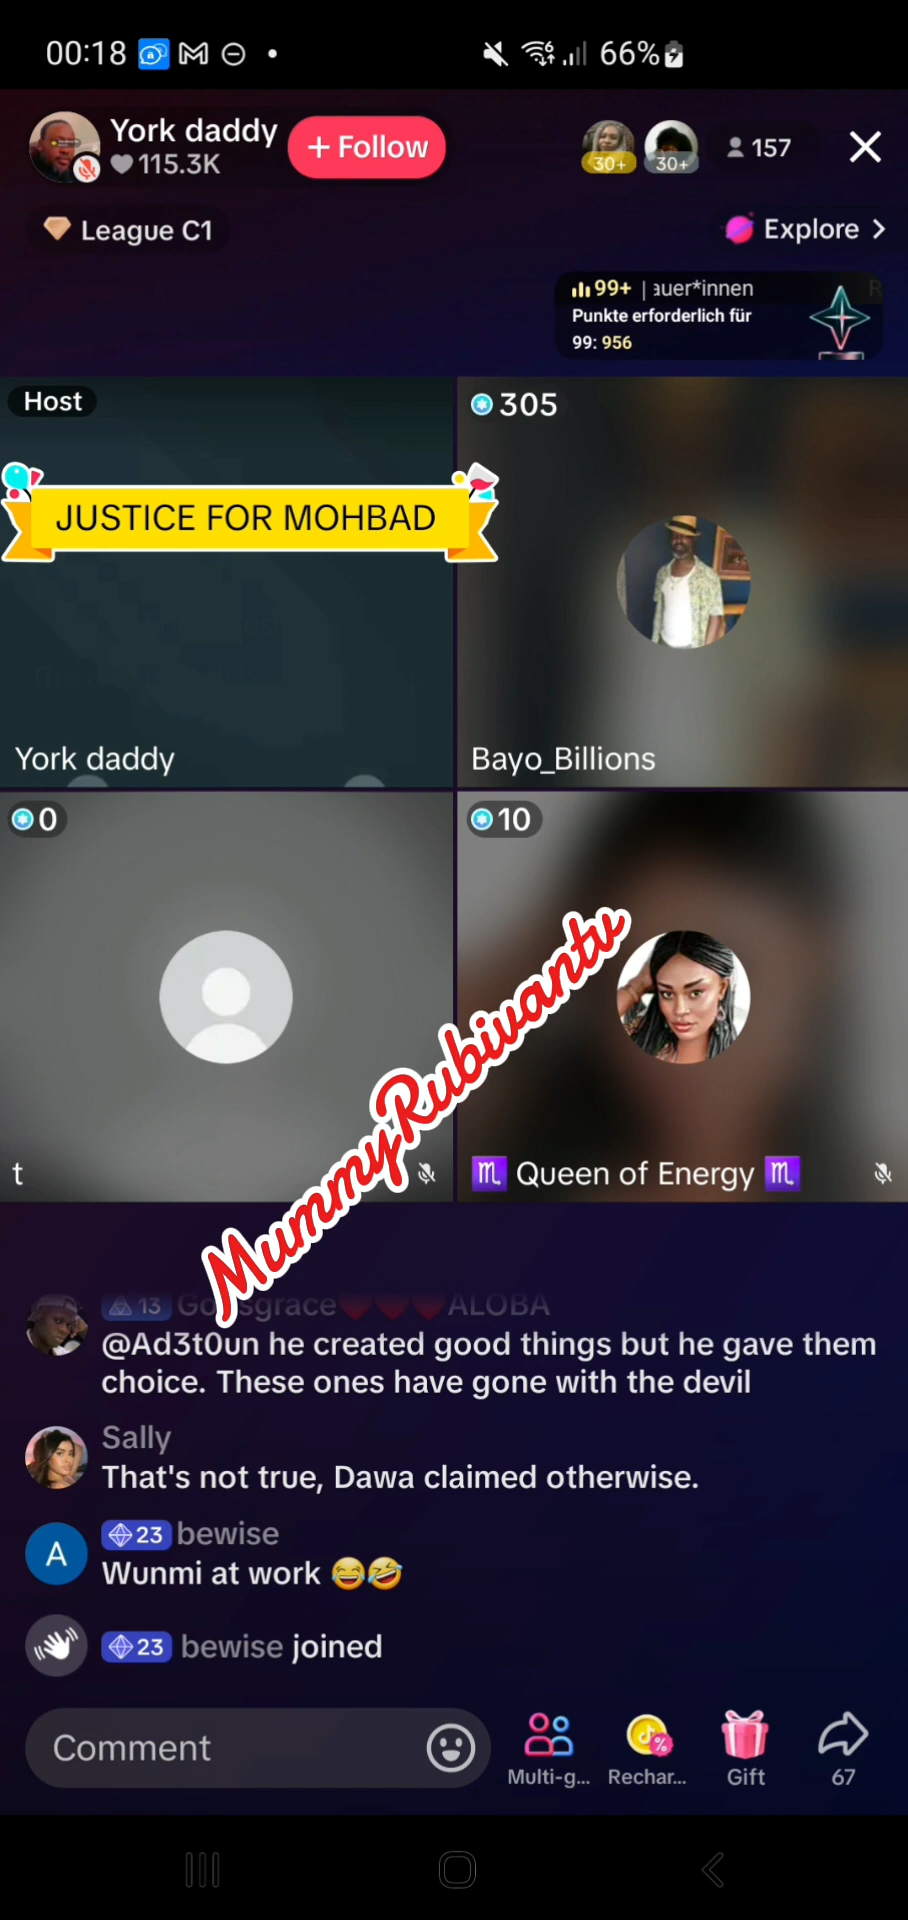 00:18
66%
York daddy
115.3K
+ Follow
30+
30+
157
League C1
Explore
99+ | auer*innen
Punkte erforderlich für
99: 956
Host
305
JUSTICE FOR MOHBAD
York daddy
Bayo_Billions
0
10
MummyRubivantv
t
Queen of Energy
13
ALOBA
@Ad3t0un he created good things but he gave them
choice. These ones have gone with the devil
Sally
That's not true, Dawa claimed otherwise.
A
23 bewise
Wunmi at work 😂🤣
23 bewise joined
Comment
Multi-g...
Rechar...
Gift
67